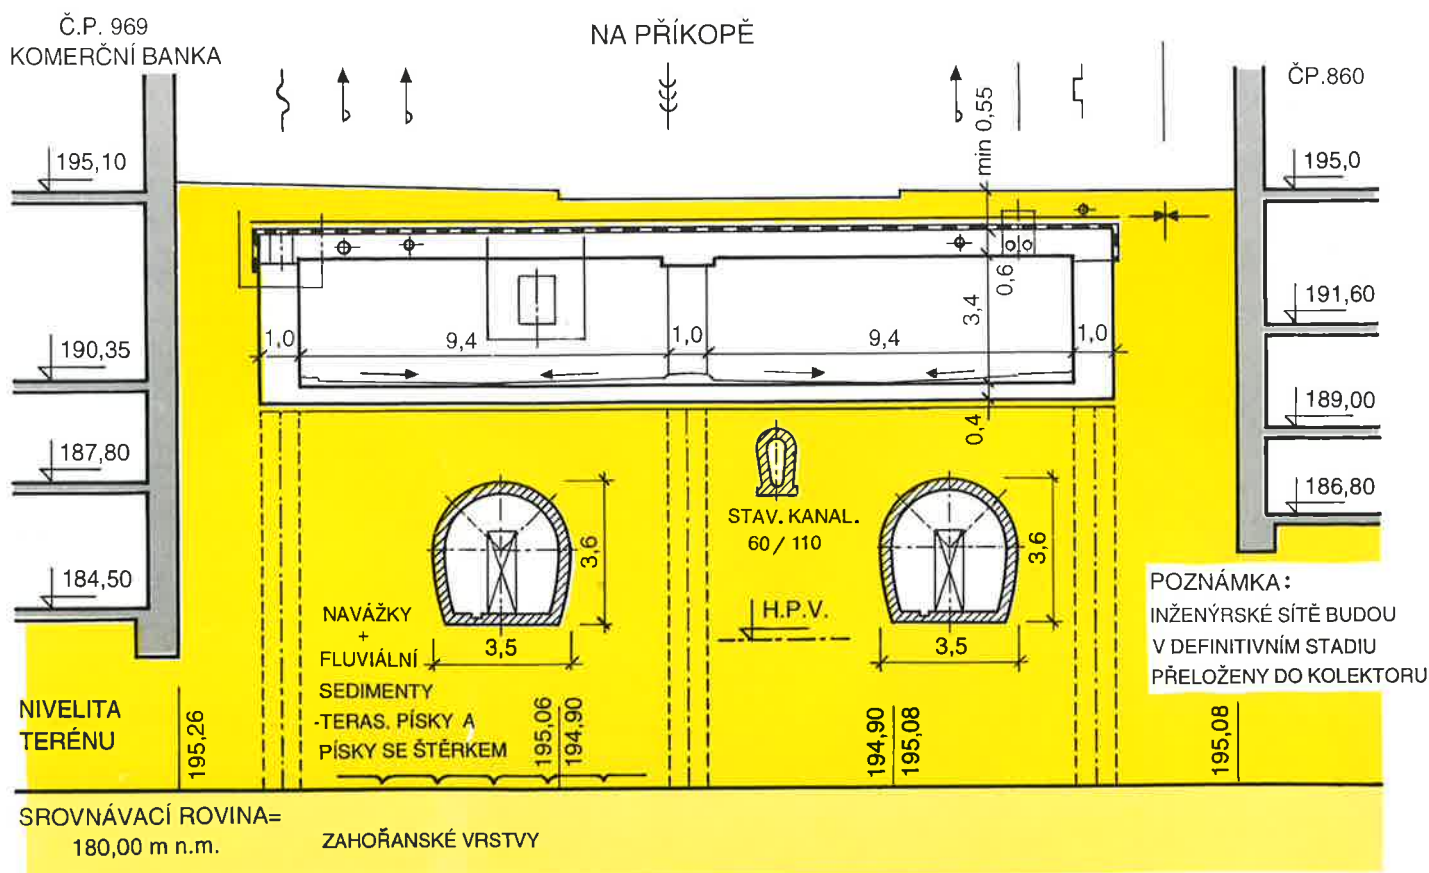 Č.P. 969
KOMERČNÍ BANKA
NA PŘÍKOPĚ
ČP.860
min 0,55
195,10
195,0
0,6
3,4
191,60
1,0
9,4
1,0
9,4
1,0
190,35
189,00
0,4
187,80
186,80
STAV. KANAL.
60 / 110
3,6
3,6
184,50
NAVÁŽKY
+
FLUVIÁLNÍ
SEDIMENTY
-TERAS. PÍSKY A
PÍSKY SE ŠTĚRKEM
H.P.V.
3,5
3,5
POZNÁMKA:
INŽENÝRSKÉ SÍTĚ BUDOU
V DEFINITIVNÍM STADIU
PŘELOŽENY DO KOLEKTORU
NIVELITA
TERÉNU
195,26
195,06
194,90
194,90
195,08
195,08
SROVNÁVACÍ ROVINA=
180,00 m n.m.
ZAHOŘANSKÉ VRSTVY